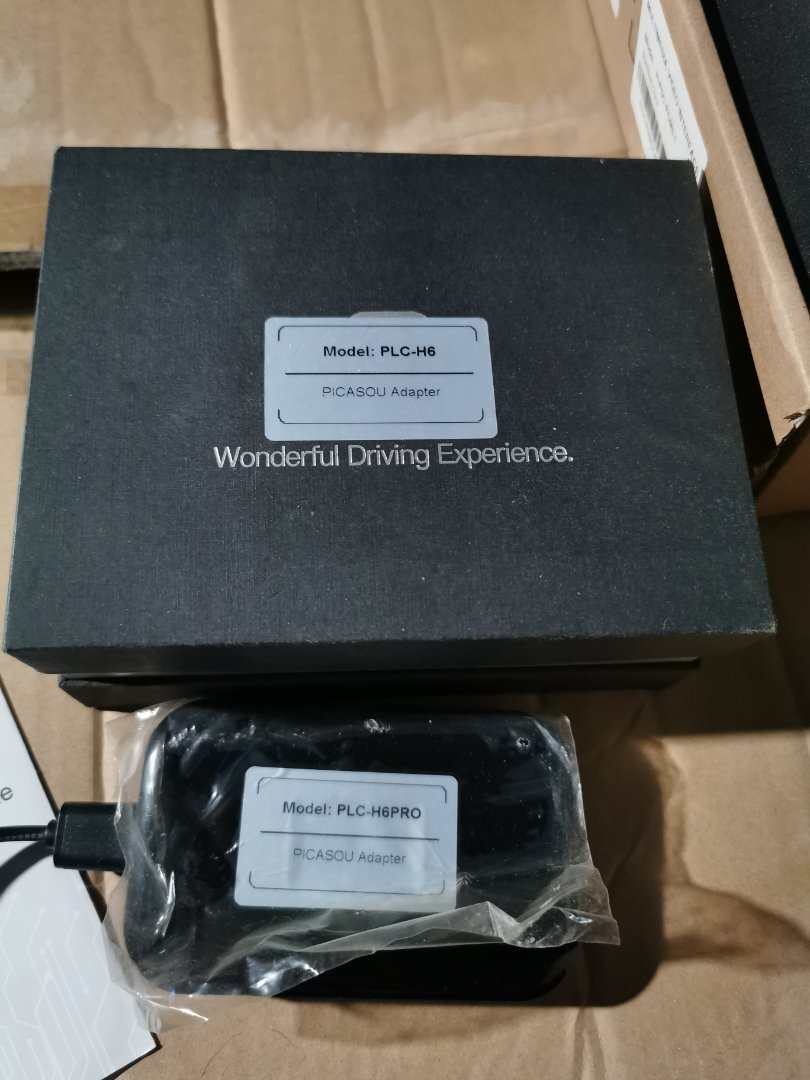 Model: PLC-H6
PICASOU Adapter
Wonderful Driving Experience.
Model: PLC-H6PRO
PICASOU Adapter